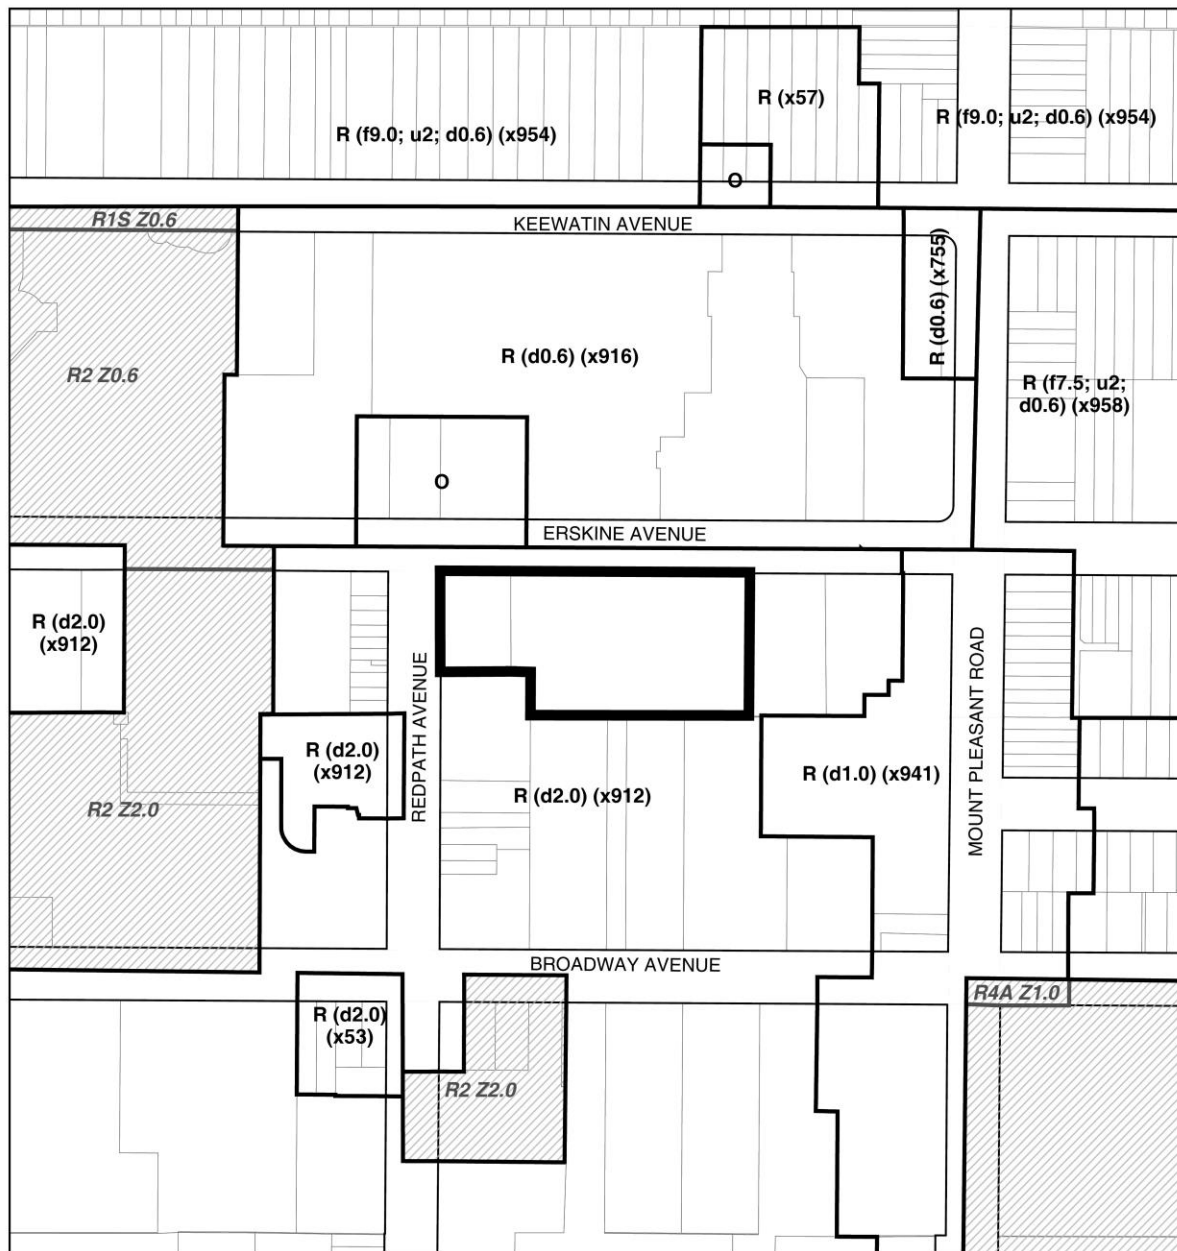 R (x57)
R (f9.0; u2; d0.6) (x954)
R (f9.0; u2; d0.6) (x954)
O
R1S Z0.6
KEEWATIN AVENUE
R (d0.6) (x755)
R (d0.6) (x916)
R2 Z0.6
R (f7.5; u2;
d0.6) (x958)
O
ERSKINE AVENUE
R (d2.0)
(x912)
REDPATH AVENUE
MOUNT PLEASANT ROAD
R (d2.0)
(x912)
R (d1.0) (x941)
R2 Z2.0
R (d2.0) (x912)
BROADWAY AVENUE
R4A Z1.0
R (d2.0)
(x53)
R2 Z2.0